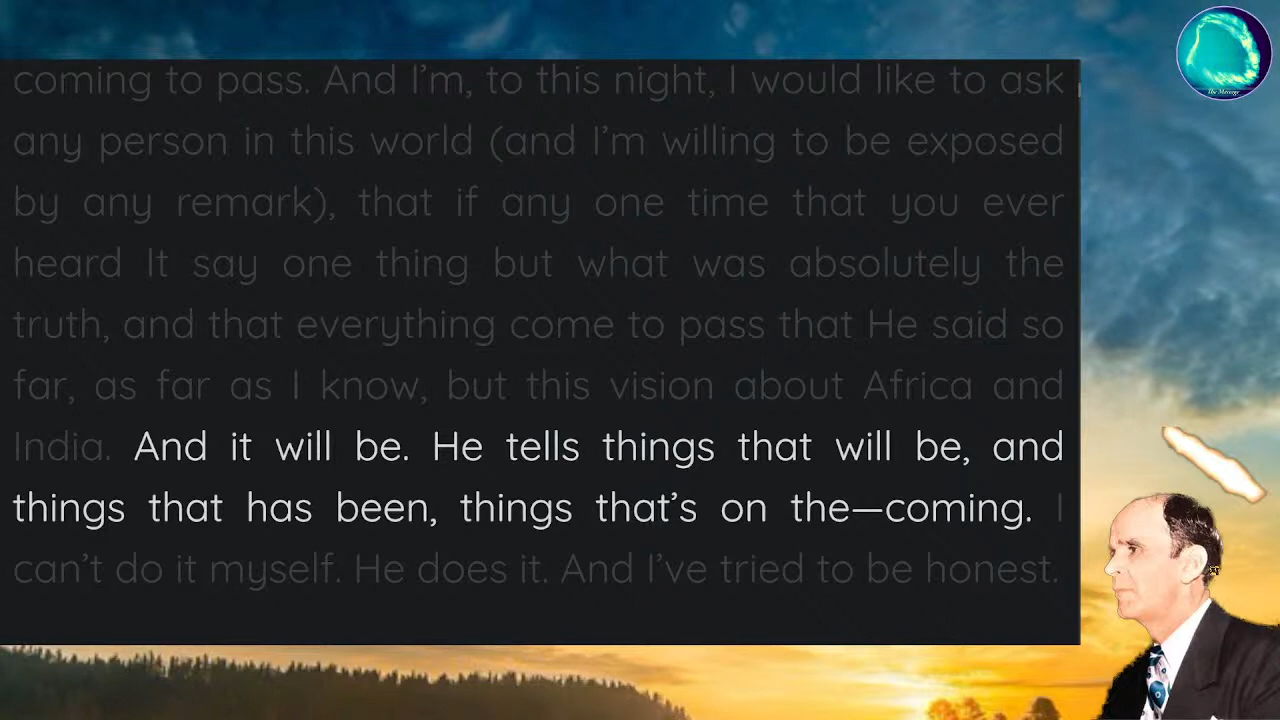 coming to pass. And I’m, to this night, I would like to ask
any person in this world (and I’m willing to be exposed
by any remark), that if any one time that you ever
heard It say one thing but what was absolutely the
truth, and that everything come to pass that He said so
far, as far as I know, but this vision about Africa and
India. And it will be. He tells things that will be, and
things that has been, things that’s on the—coming. I
can’t do it myself. He does it. And I’ve tried to be honest.
The Message